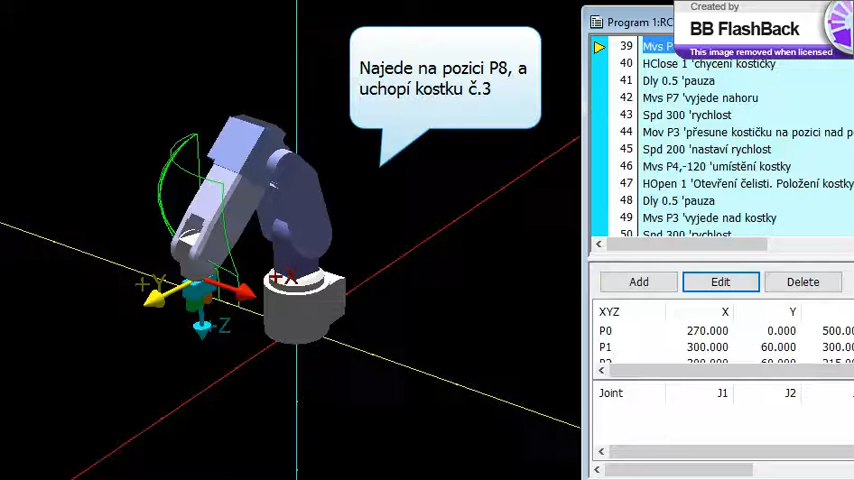 Najede na pozici P8, a
uchopí kostku č.3
+Y
+X
-Z
Program 1:RC
Created by
BB FlashBack
This image removed when licensed
39 Mvs P
40 HClose 1 'chycení kostičky
41 Dly 0.5 'pauza
42 Mvs P7 'vyjede nahoru
43 Spd 300 'rychlost
44 Mov P3 'přesune kostičku na pozici nad po
45 Spd 200 'nastaví rychlost
46 Mvs P4,-120 'umístění kostky
47 HOpen 1 'Otevření čelisti. Položení kostky
48 Dly 0.5 'pauza
49 Mvs P3 'vyjede nad kostky
50 Spd 300 'rychlost
Add Edit Delete
XYZ X Y
P0 270.000 0.000 500.00
P1 300.000 60.000 300.00
Joint J1 J2